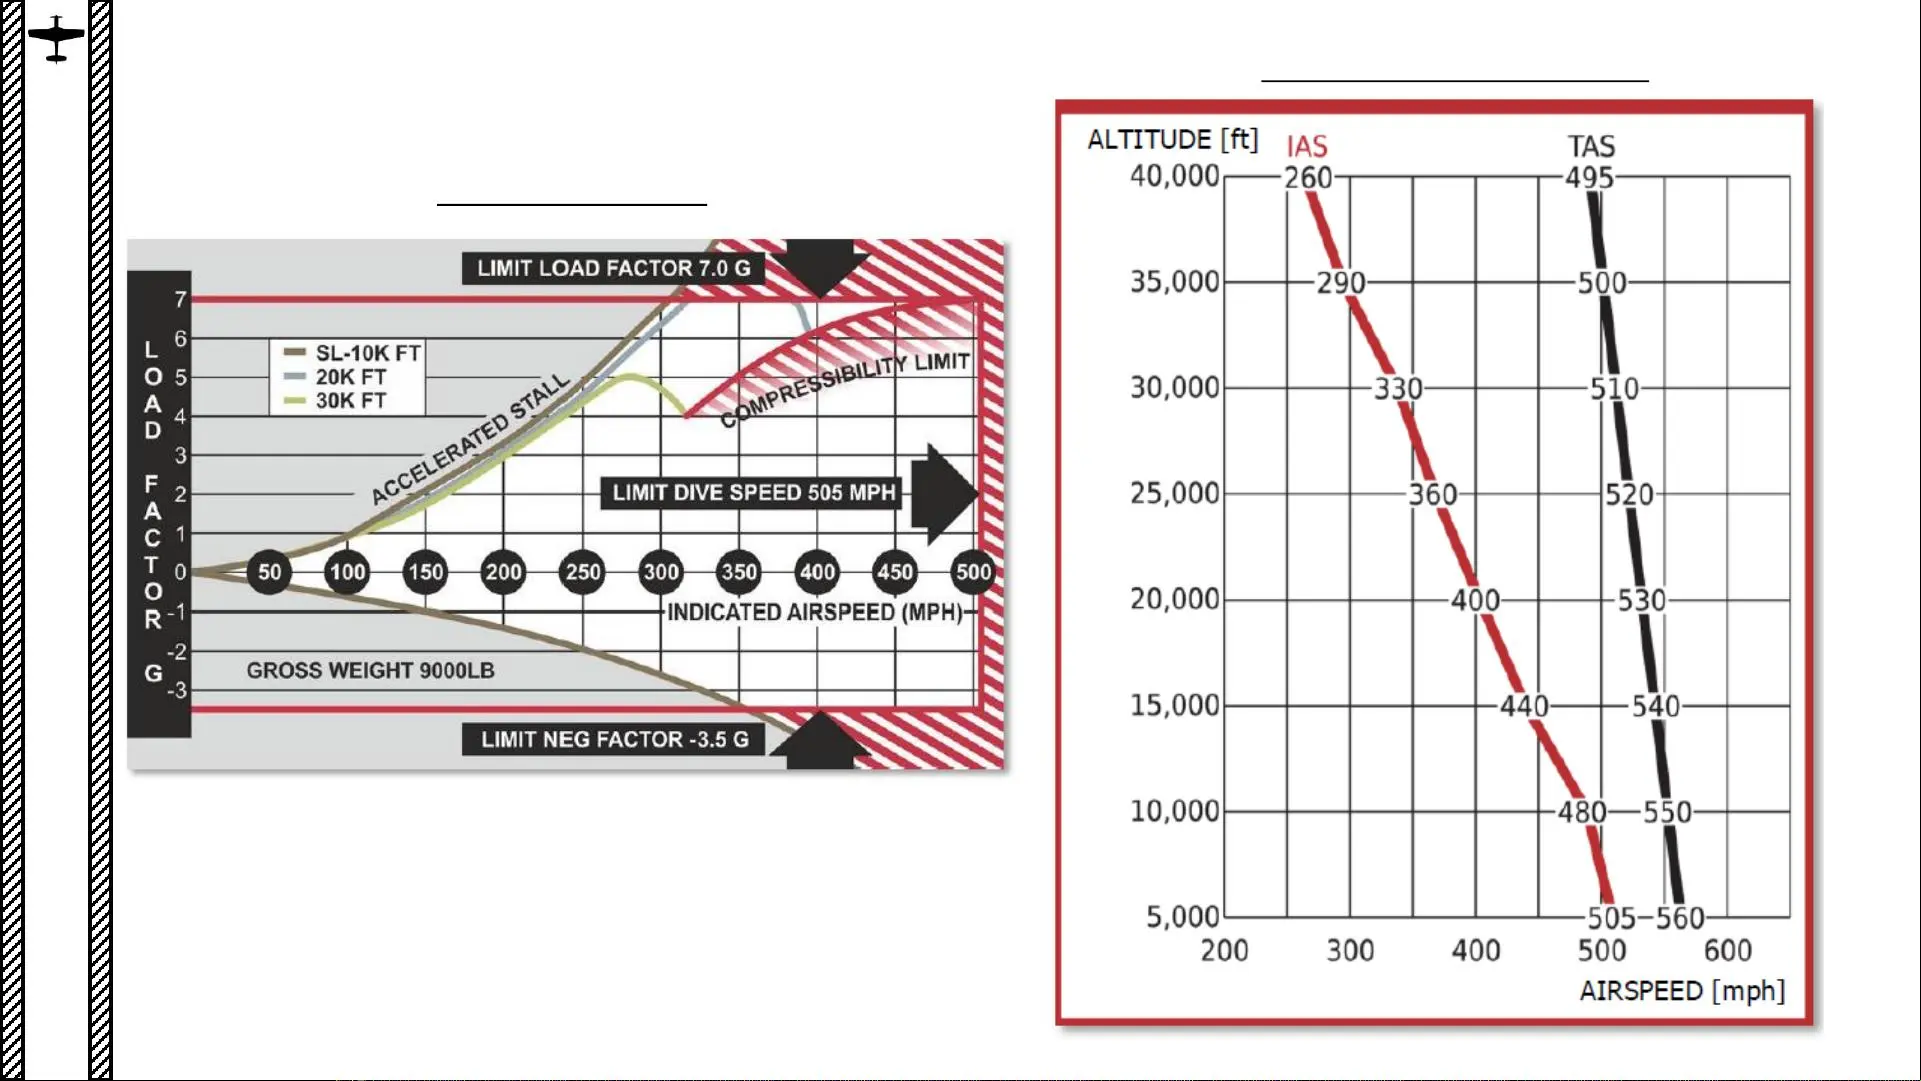 LIMIT LOAD FACTOR 7.0 G
LOAD FACTOR G
7
6
5
4
3
2
1
0
-1
-2
-3
SL-10K FT
20K FT
30K FT
ACCELERATED STALL
COMPRESSIBILITY LIMIT
LIMIT DIVE SPEED 505 MPH
50 100 150 200 250 300 350 400 450 500
INDICATED AIRSPEED (MPH)
GROSS WEIGHT 9000LB
LIMIT NEG FACTOR -3.5 G
ALTITUDE [ft] IAS TAS
40,000 260 495
35,000 290 500
30,000 330 510
25,000 360 520
20,000 400 530
15,000 440 540
10,000 480 550
5,000 505 560
200 300 400 500 600
AIRSPEED [mph]